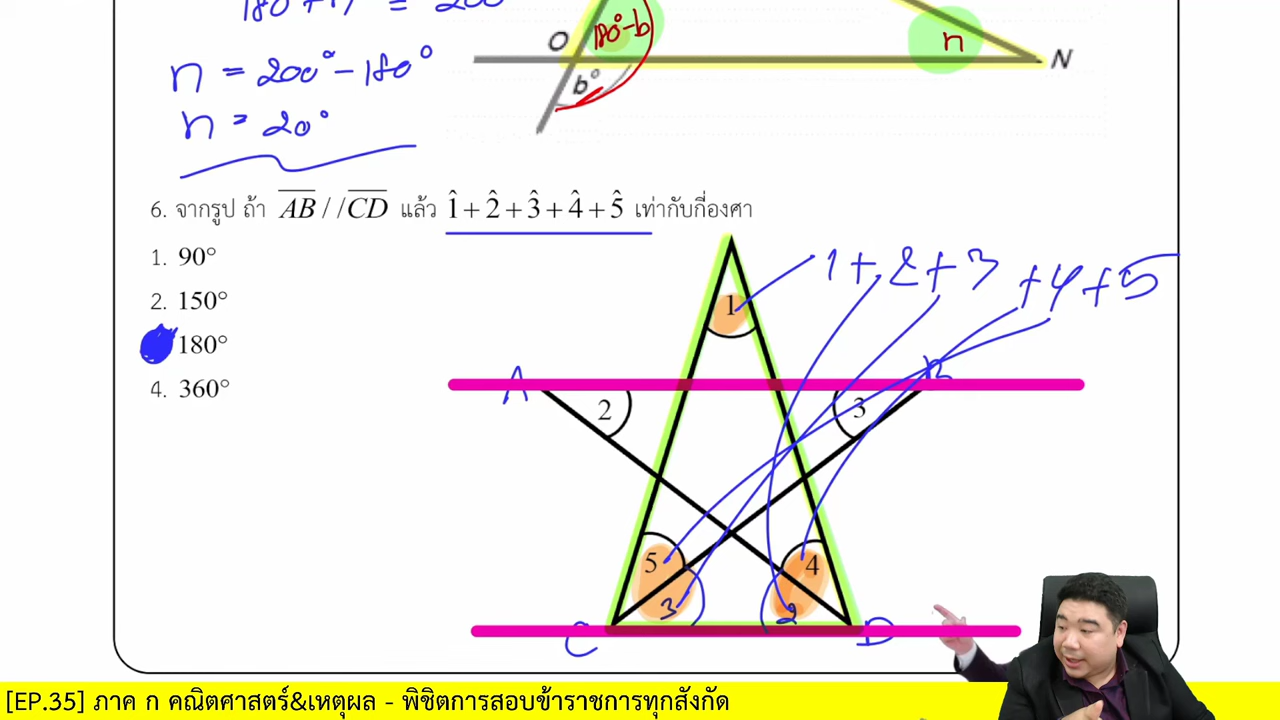 180°-b
n
O
N
b°
n = 200° - 180°
n = 20°
6. จากรูป ถ้า AB // CD แล้ว 1̂ + 2̂ + 3̂ + 4̂ + 5̂ เท่ากับกี่องศา
1. 90°
2. 150°
180°
4. 360°
1 + 2 + 3 + 4 + 5
1
A
B
2
3
5
4
3
2
C
D
[EP.35] ภาค ก คณิตศาสตร์&เหตุผล - พิชิตการสอบข้าราชการทุกสังกัด